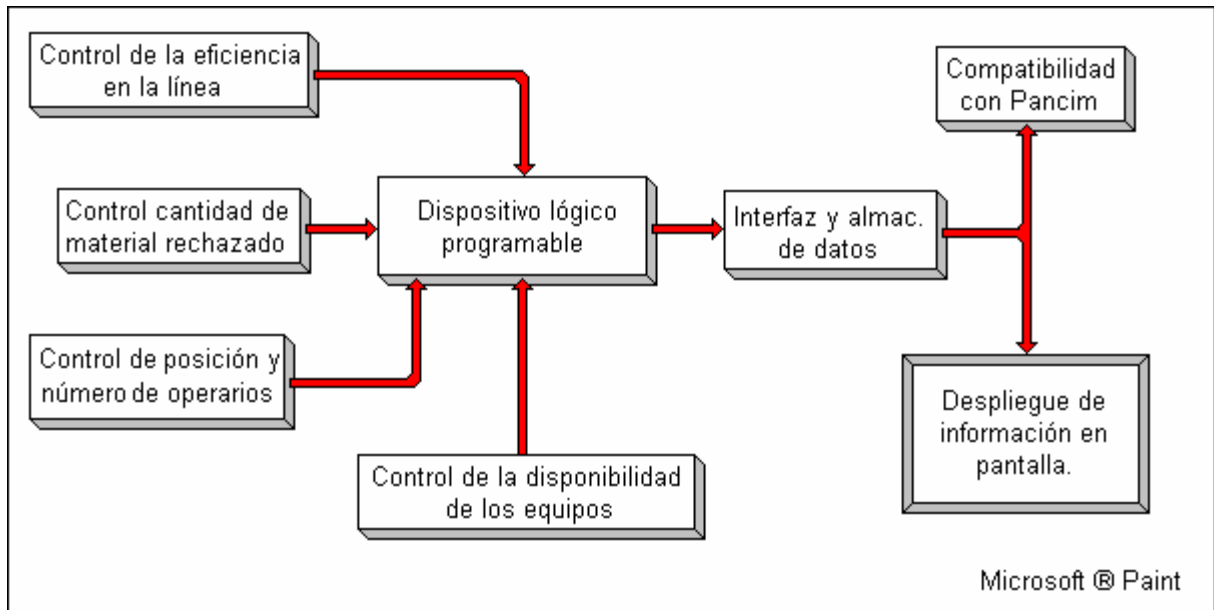 Control de la eficiencia
en la línea
Compatibilidad
con Pancim
Control cantidad de
material rechazado
Dispositivo lógico
programable
Interfaz y almac.
de datos
Control de posición y
número de operarios
Despliegue de
información en
pantalla.
Control de la disponibilidad
de los equipos
Microsoft ® Paint